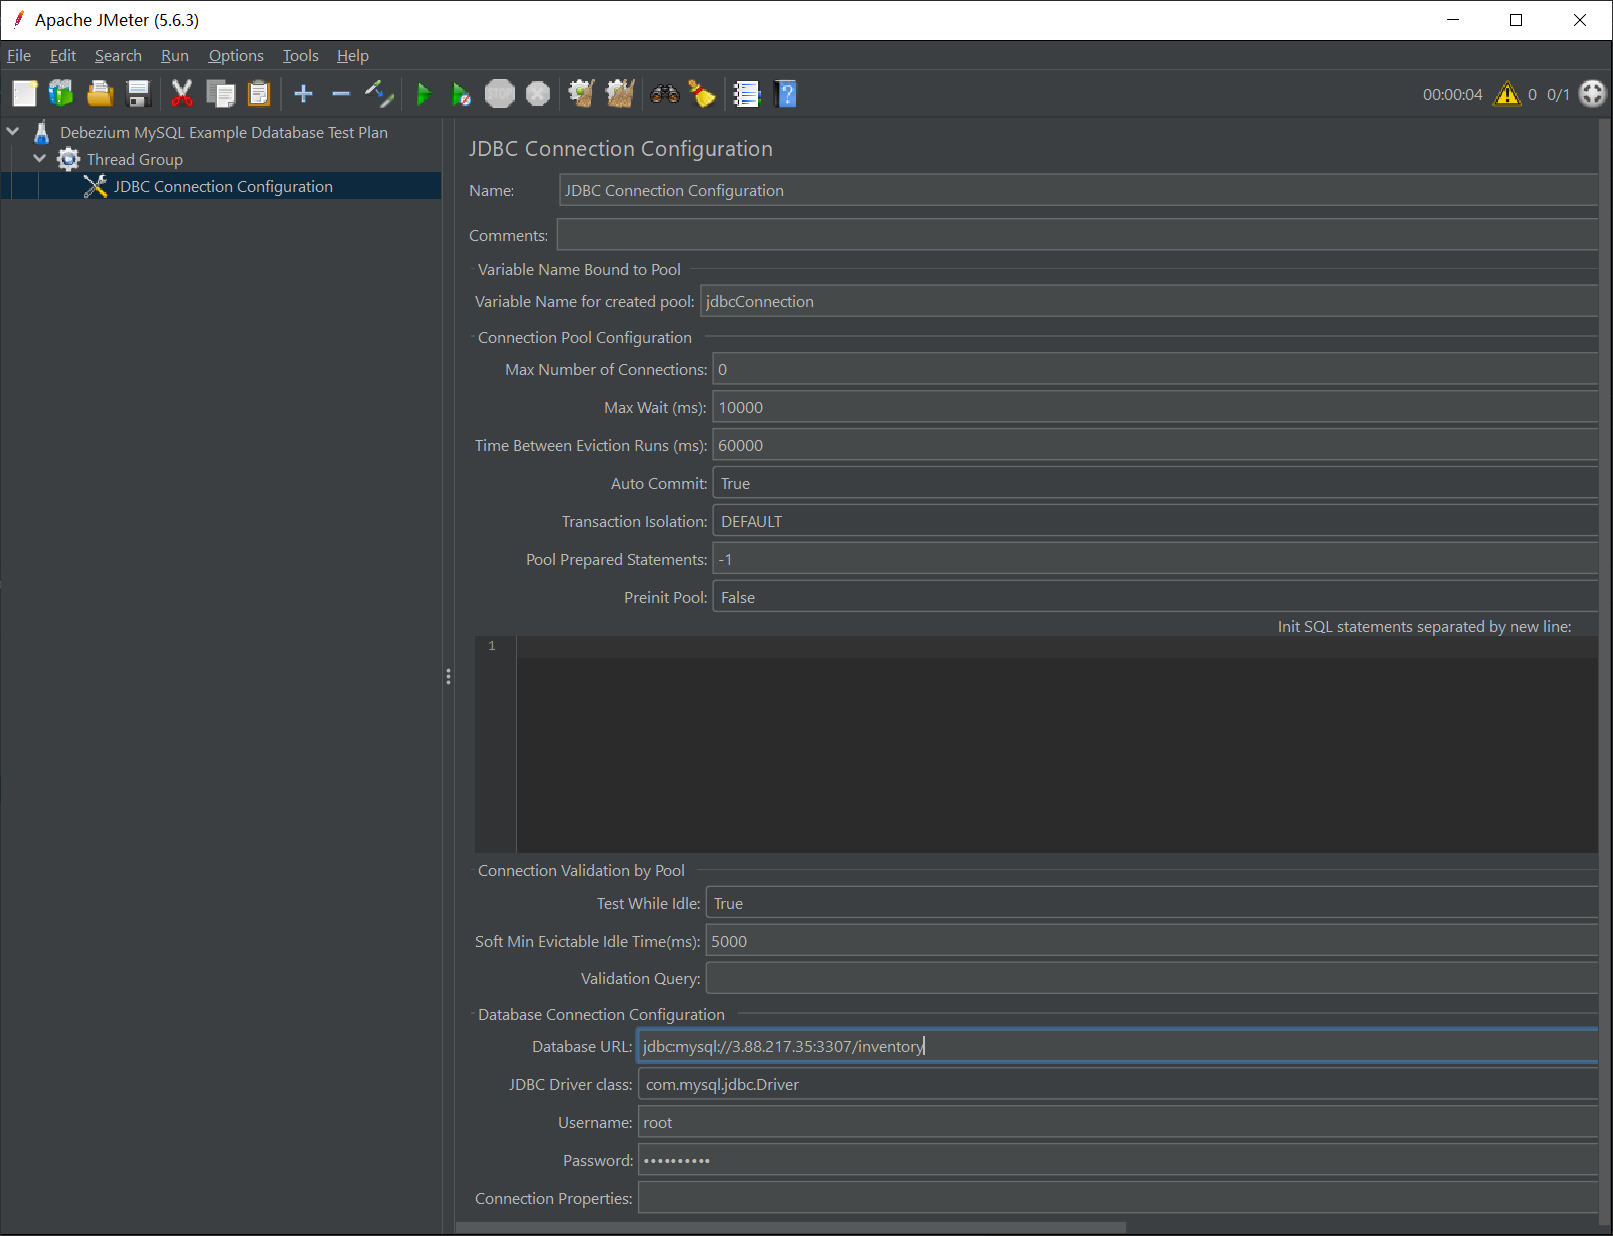 Apache JMeter (5.6.3)
File Edit Search Run Options Tools Help
STOP
00:00:04 0 0/1
Debezium MySQL Example Ddatabase Test Plan
Thread Group
JDBC Connection Configuration
JDBC Connection Configuration
Name: JDBC Connection Configuration
Comments:
Variable Name Bound to Pool
Variable Name for created pool: jdbcConnection
Connection Pool Configuration
Max Number of Connections: 0
Max Wait (ms): 10000
Time Between Eviction Runs (ms): 60000
Auto Commit: True
Transaction Isolation: DEFAULT
Pool Prepared Statements: -1
Preinit Pool: False
Init SQL statements separated by new line:
1
Connection Validation by Pool
Test While Idle: True
Soft Min Evictable Idle Time(ms): 5000
Validation Query:
Database Connection Configuration
Database URL: jdbc:mysql://3.88.217.35:3307/inventory
JDBC Driver class: com.mysql.jdbc.Driver
Username: root
Password: ••••••••••
Connection Properties: